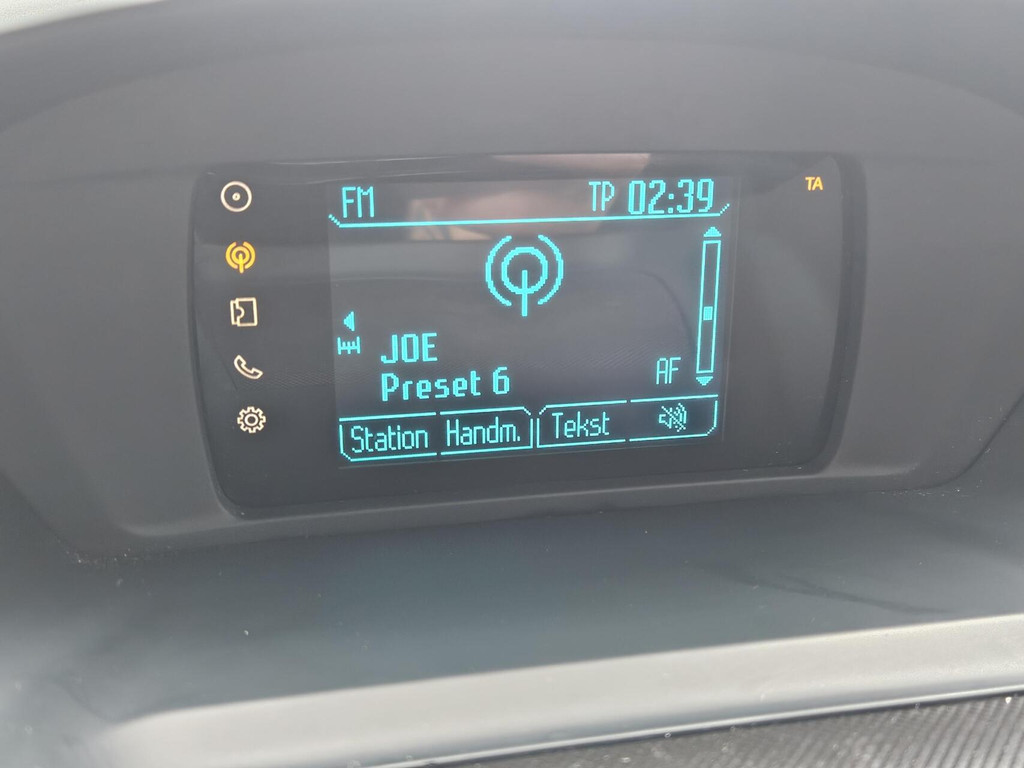 FM TP 02:39 TA
JOE
Preset 6 AF
Station Handm. Tekst